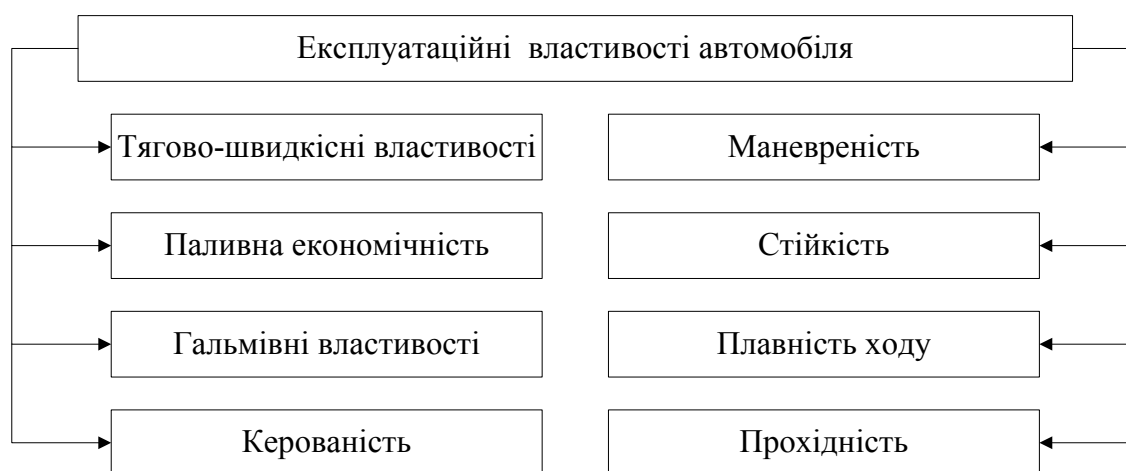 Експлуатаційні властивості автомобіля
Тягово-швидкісні властивості
Маневреність
Паливна економічність
Стійкість
Гальмівні властивості
Плавність ходу
Керованість
Прохідність